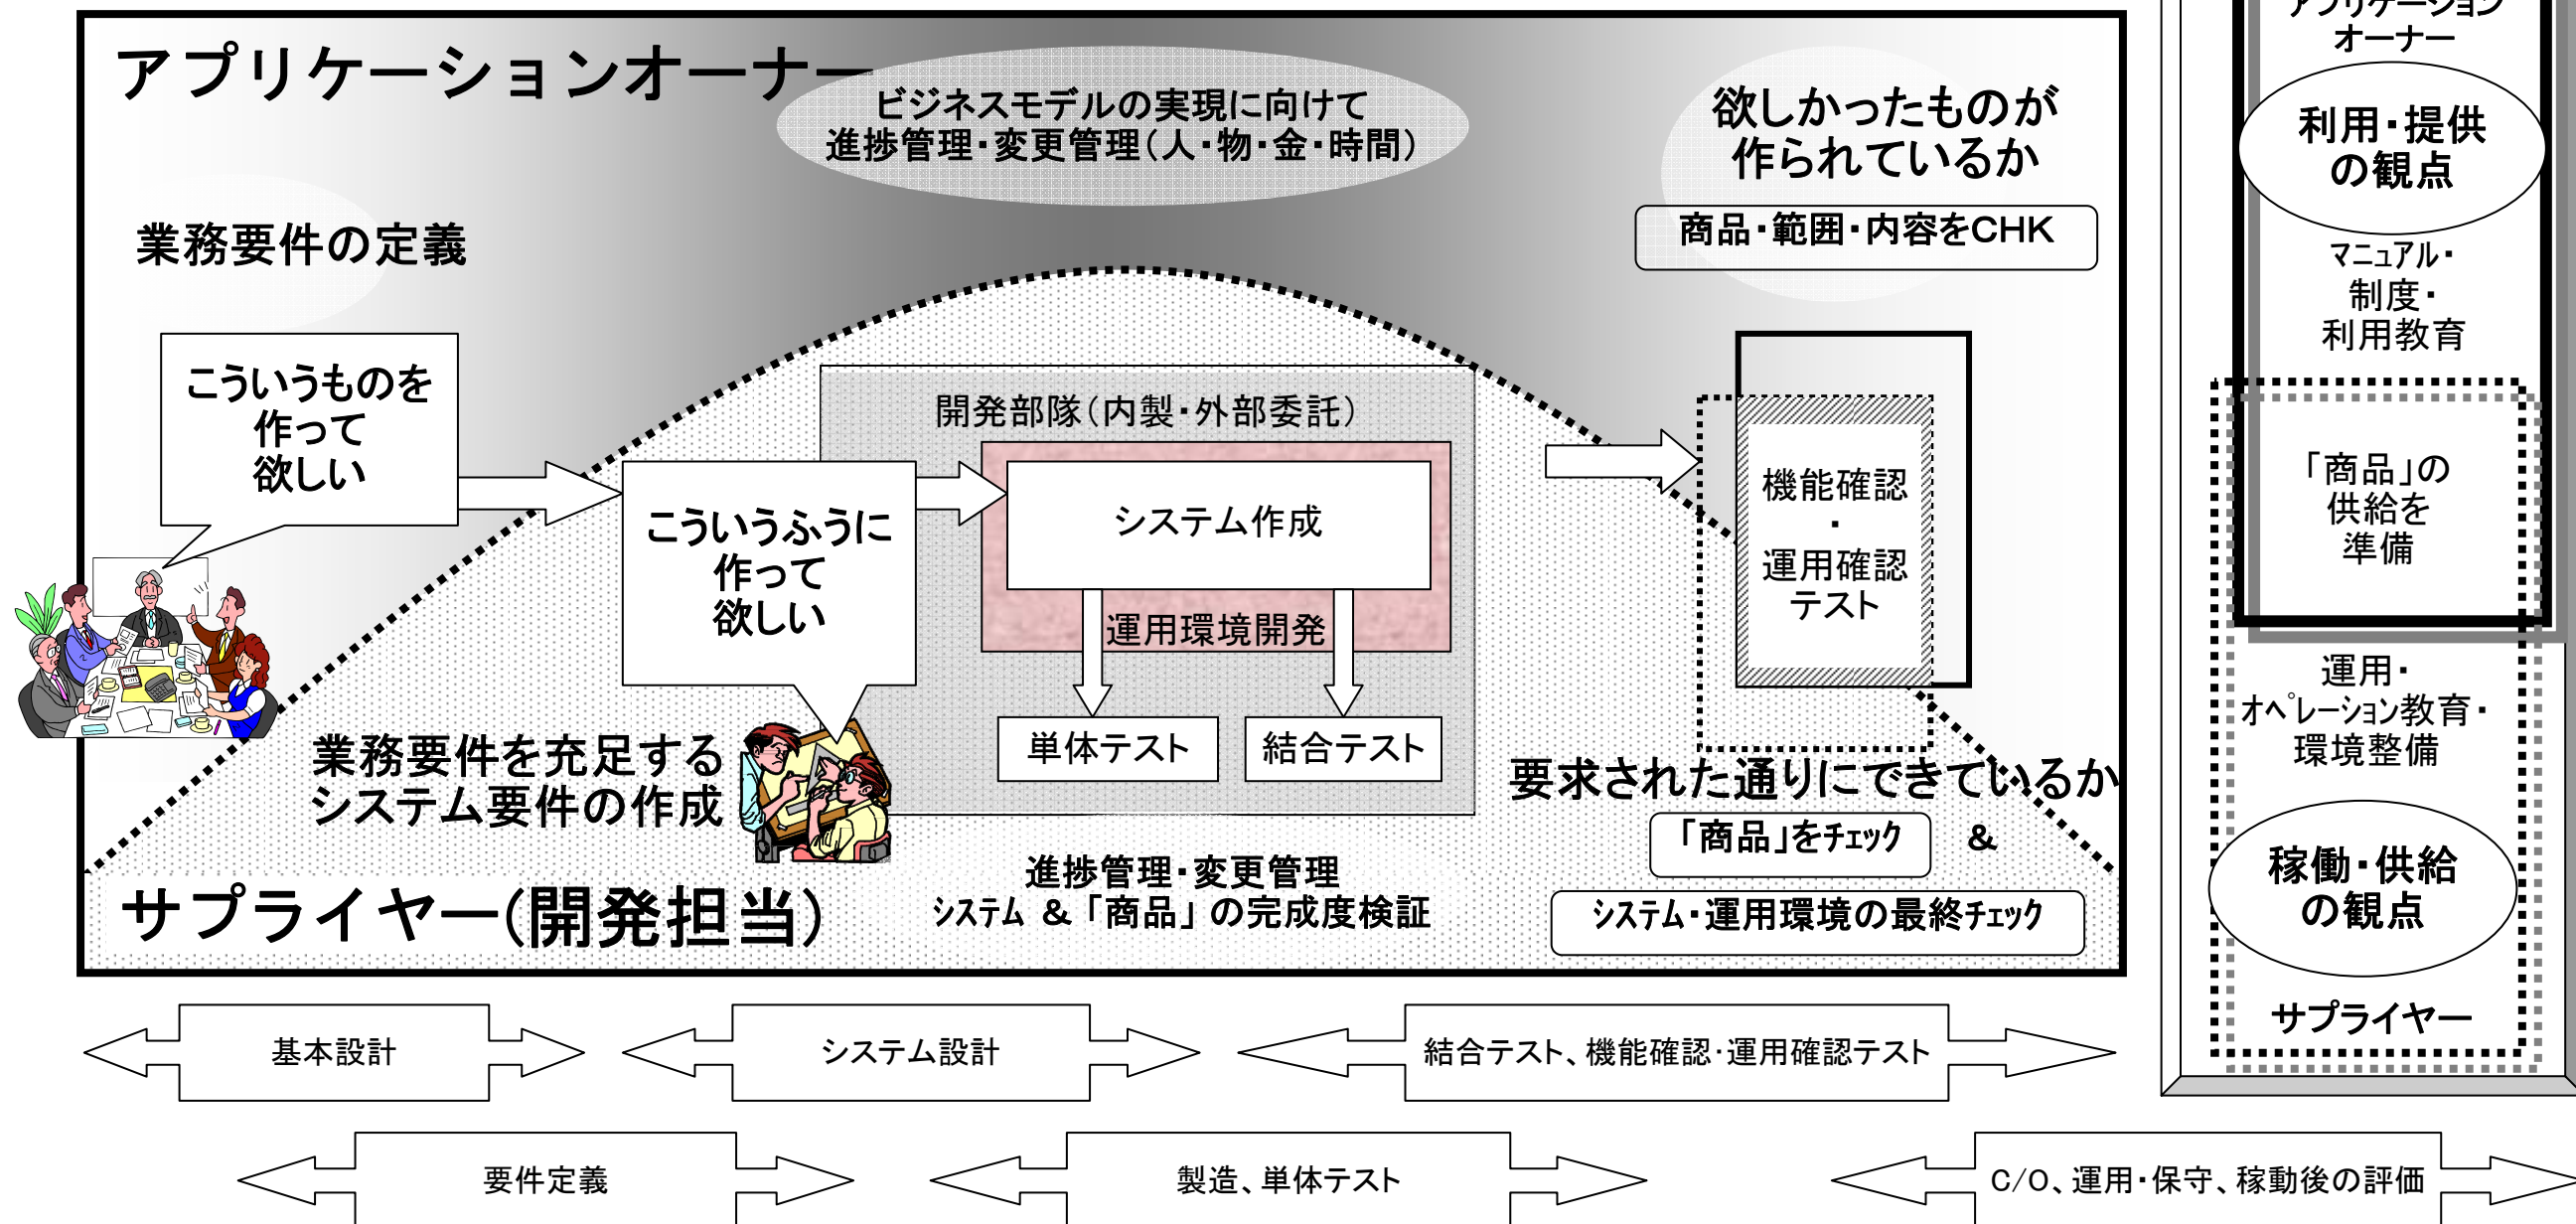 アプリケーションオーナー
ビジネスモデルの実現に向けて
進捗管理・変更管理(人・物・金・時間)
欲しかったものが
作られているか
商品・範囲・内容をCHK
業務要件の定義
こういうものを
作って
欲しい
開発部隊(内製・外部委託)
こういうふうに
作って
欲しい
システム作成
運用環境開発
単体テスト
結合テスト
機能確認
・
運用確認
テスト
業務要件を充足する
システム要件の作成
要求された通りにできているか
「商品」をチェック
&
システム・運用環境の最終チェック
進捗管理・変更管理
システム & 「商品」の完成度検証
サプライヤー(開発担当)
アプリケーション
オーナー
利用・提供
の観点
マニュアル・
制度・
利用教育
「商品」の
供給を
準備
運用・
オペレーション教育・
環境整備
稼働・供給
の観点
サプライヤー
基本設計
システム設計
結合テスト、機能確認・運用確認テスト
要件定義
製造、単体テスト
C/O、運用・保守、稼動後の評価